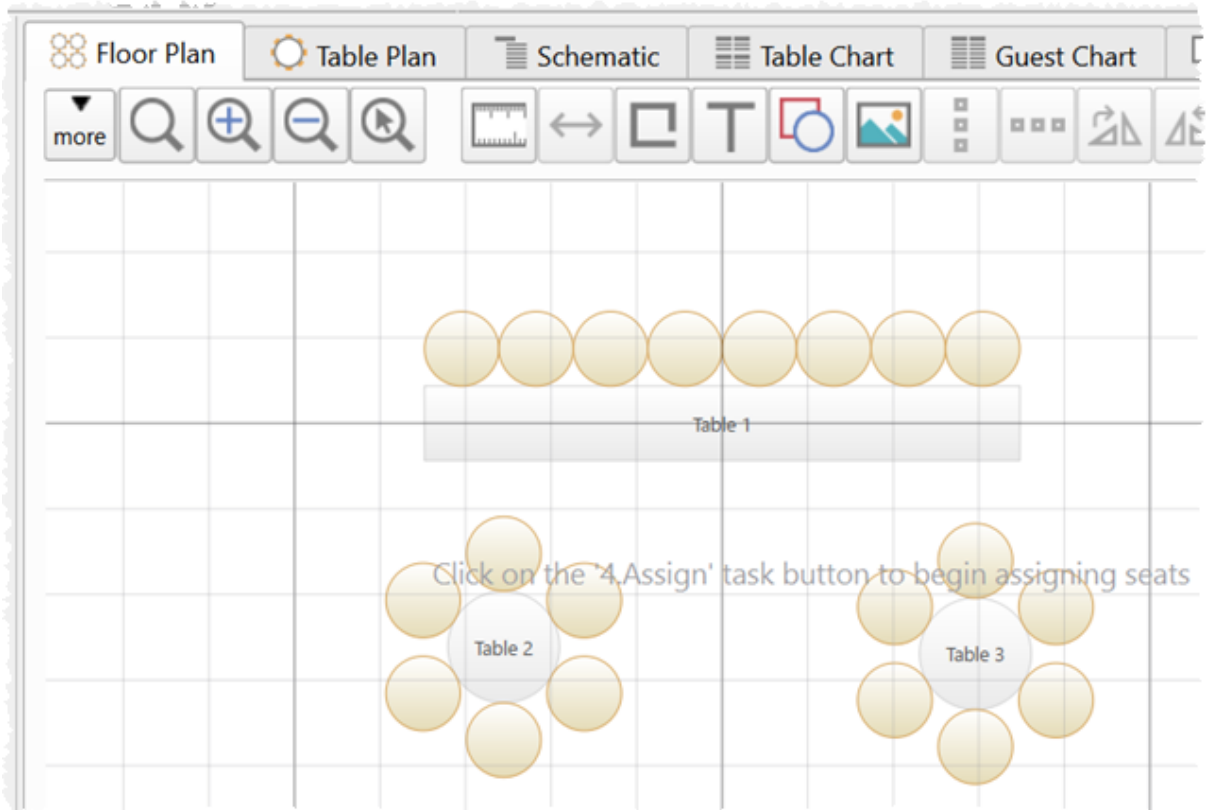 Floor Plan
Table Plan
Schematic
Table Chart
Guest Chart
more
Table 1
Click on the '4.Assign' task button to begin assigning seats
Table 2
Table 3